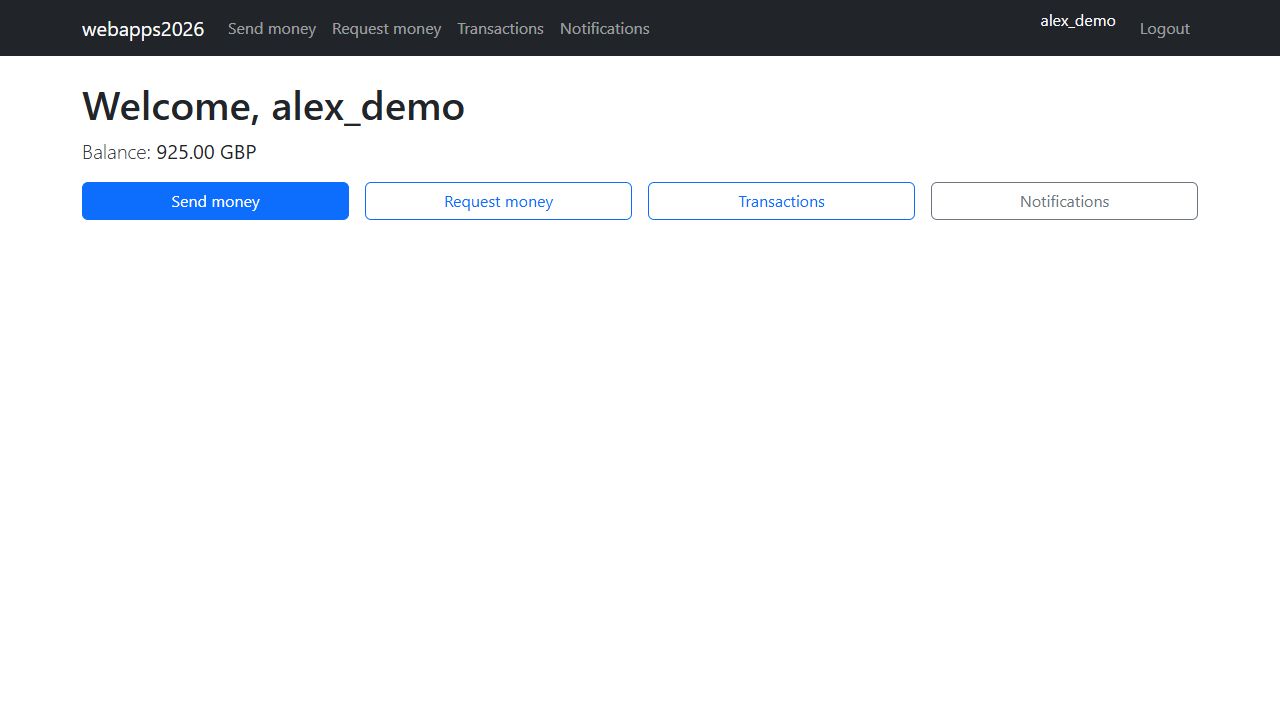 webapps2026 Send money Request money Transactions Notifications alex_demo Logout
Welcome, alex_demo
Balance: 925.00 GBP
Send money Request money Transactions Notifications